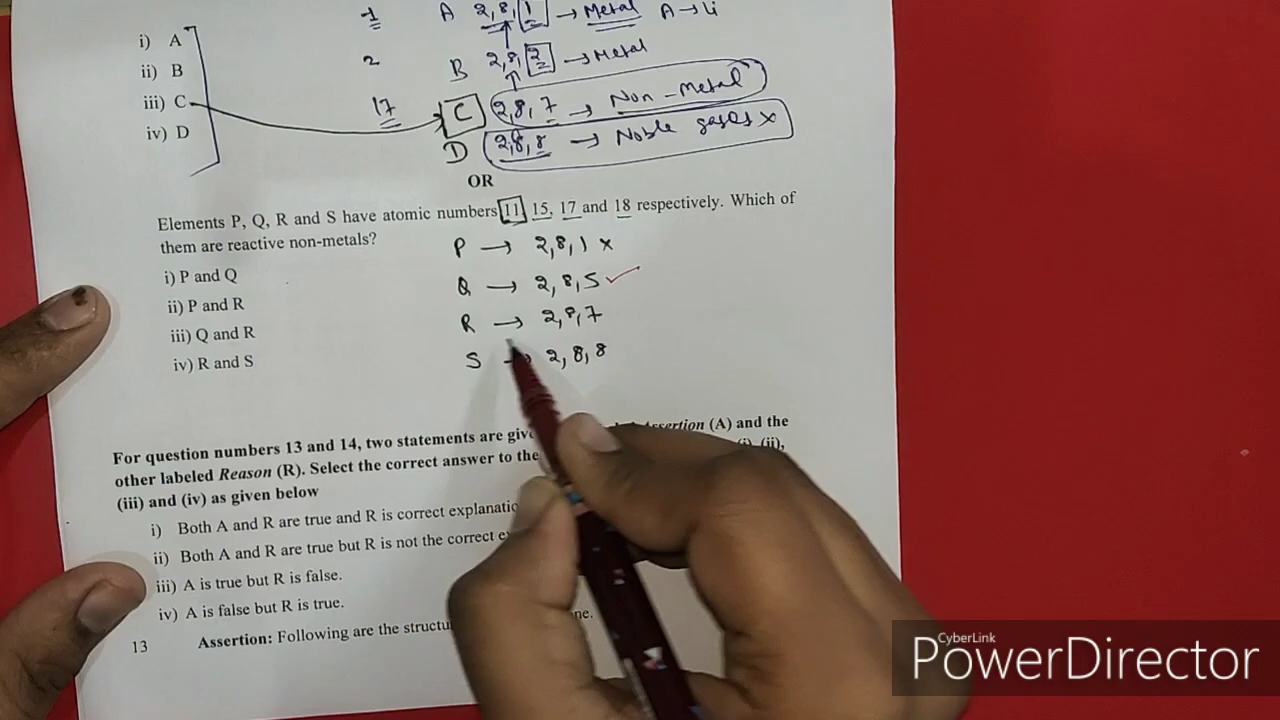 1 A 2,8,1 → Metal A → Li
i) A
ii) B 2 B 2,8,2 → Metal
iii) C 17 C 2,8,7 → Non-Metal
iv) D D 2,8,8 → Noble gases x
OR
Elements P, Q, R and S have atomic numbers 11, 15, 17 and 18 respectively. Which of
them are reactive non-metals? P → 2,8,1 x
i) P and Q Q → 2,8,5 ✓
ii) P and R R → 2,8,7
iii) Q and R
iv) R and S S → 2,8,8
For question numbers 13 and 14, two statements are (A) and the
other labeled Reason (R). Select the correct answer to the (ii),
(iii) and (iv) as given below
i) Both A and R are true and R is correct
ii) Both A and R are true but R is not the correct
iii) A is true but R is false.
iv) A is false but R is true.
13 Assertion: Following are the
CyberLink
PowerDirector